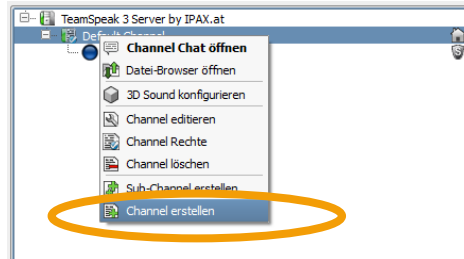 TeamSpeak 3 Server by IPAX.at
Default Channel
Channel Chat öffnen
Datei-Browser öffnen
3D Sound konfigurieren
Channel editieren
Channel Rechte
Channel löschen
Sub-Channel erstellen
Channel erstellen
S